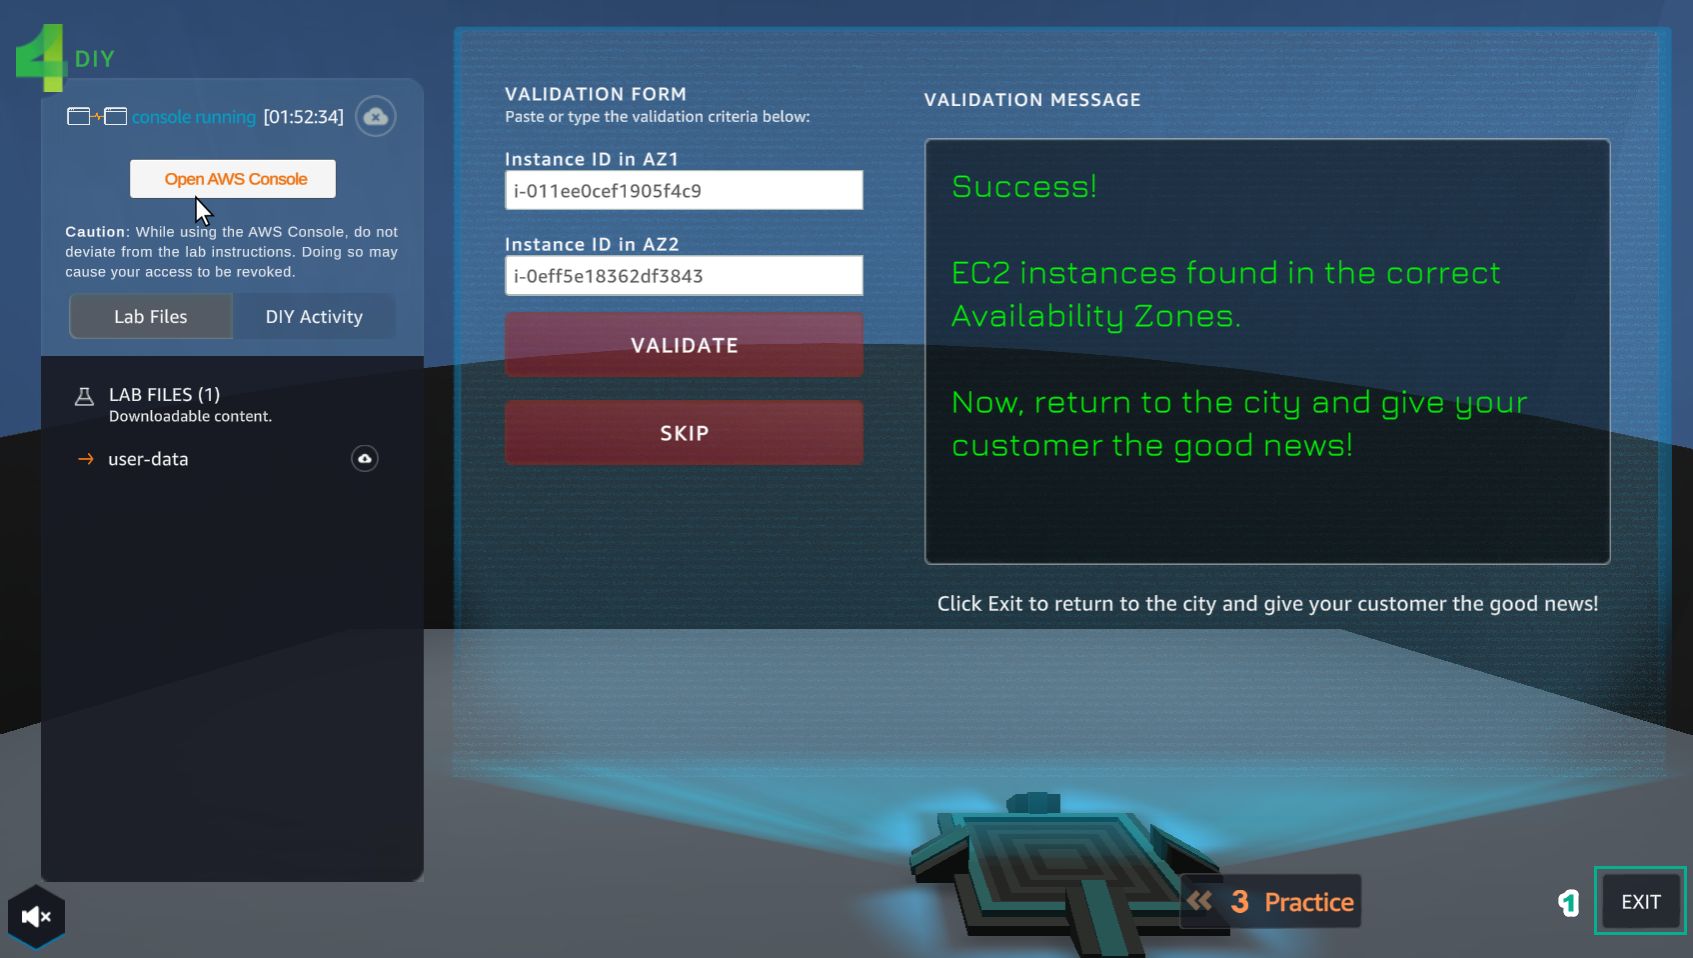 4 DIY
console running [01:52:34]
Open AWS Console
Caution: While using the AWS Console, do not
deviate from the lab instructions. Doing so may
cause your access to be revoked.
Lab Files
DIY Activity
LAB FILES (1)
Downloadable content.
user-data
VALIDATION FORM
Paste or type the validation criteria below:
Instance ID in AZ1
i-011ee0cef1905f4c9
Instance ID in AZ2
i-0eff5e18362df3843
VALIDATE
SKIP
VALIDATION MESSAGE
Success!
EC2 instances found in the correct
Availability Zones.
Now, return to the city and give your
customer the good news!
Click Exit to return to the city and give your customer the good news!
3 Practice
1
EXIT